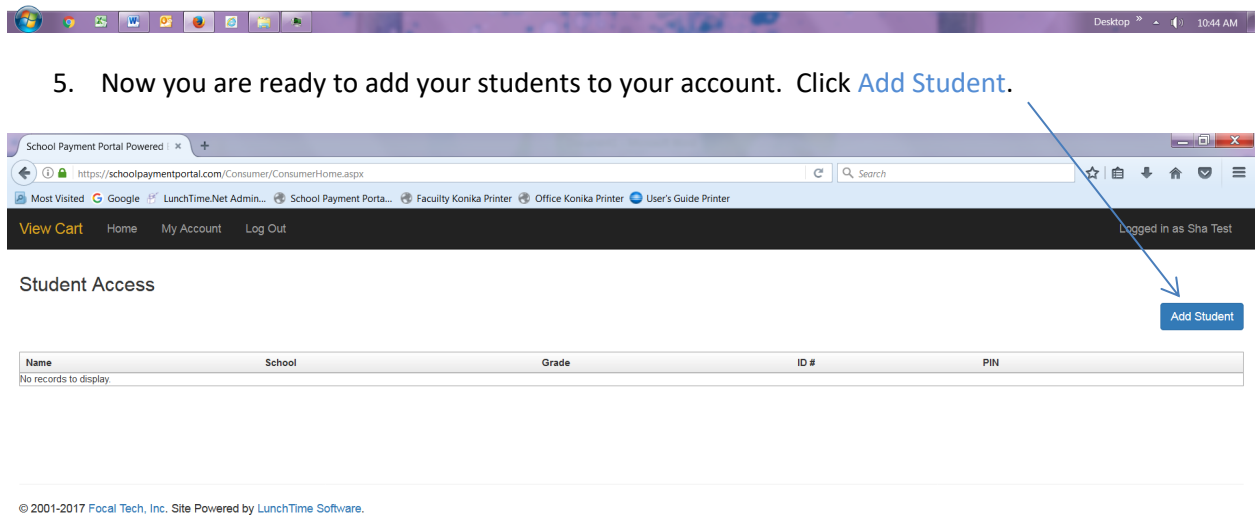 Desktop » 10:44 AM
5. Now you are ready to add your students to your account. Click Add Student.
School Payment Portal Powered
https://schoolpaymentportal.com/Consumer/ConsumerHome.aspx Search
Most Visited Google LunchTime.Net Admin... School Payment Porta... Facuilty Konika Printer Office Konika Printer User's Guide Printer
View Cart Home My Account Log Out Logged in as Sha Test
Student Access
Add Student
Name School Grade ID # PIN
No records to display.
© 2001-2017 Focal Tech, Inc. Site Powered by LunchTime Software.